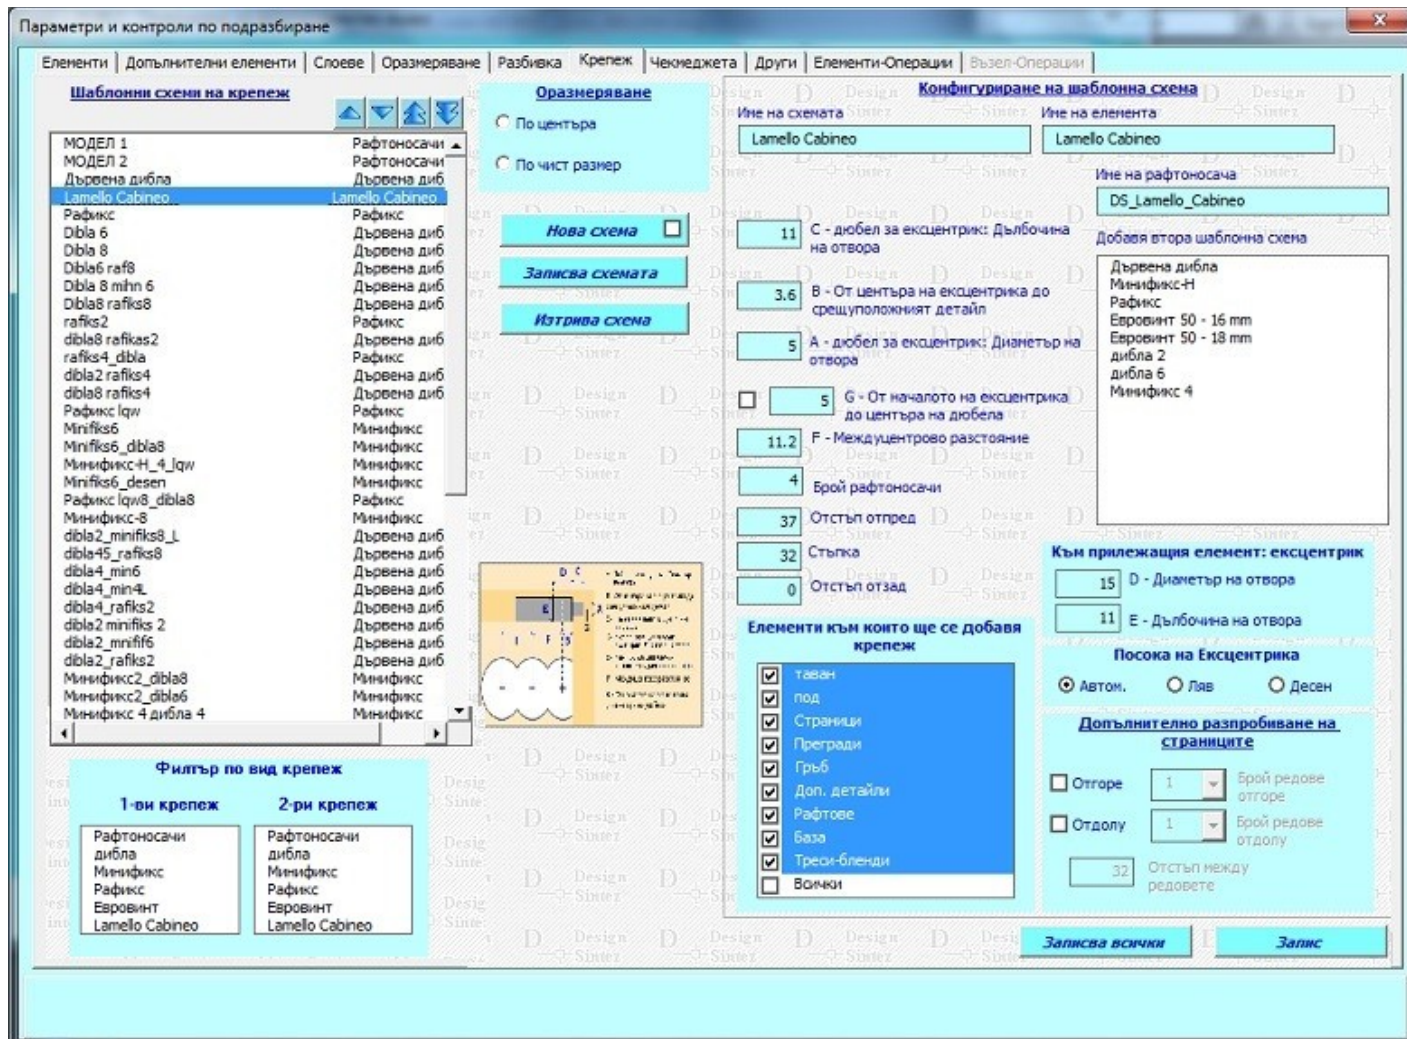 Параметри и контроли по подразбиране
Елементи Допълнителни елементи Слоеве Оразмеряване Разбивка Крепеж Чекмеджета Други Елементи-Операции Възел-Операции
Шаблонни схеми на крепеж
МОДЕЛ 1 Рафтоносачи
МОДЕЛ 2 Рафтоносачи
Дървена дибла Дървена диб
Lamello Cabineo Lamello Cabineo
Рафикс Рафикс
Dibla 6 Дървена диб
Dibla 8 Дървена диб
Dibla6 raf8 Дървена диб
Dibla 8 mihn 6 Дървена диб
Dibla8 rafiks8 Дървена диб
rafiks2 Рафикс
dibla8 rafikas2 Дървена диб
rafiks4_dibla Рафикс
dibla2 rafiks4 Дървена диб
dibla8 rafiks4 Дървена диб
Рафикс lqw Рафикс
Minifiks6 Минификс
Minifiks6_dibla8 Минификс
Минификс-Н_4_lqw Минификс
Minifiks6_desen Минификс
Рафикс lqw8_dibla8 Рафикс
Минификс-8 Минификс
dibla2_minifiks8_L Дървена диб
dibla45_rafiks8 Дървена диб
dibla4_min6 Дървена диб
dibla4_min4L Дървена диб
dibla4_rafiks2 Дървена диб
dibla2 minifiks 2 Дървена диб
dibla2_mnifif6 Дървена диб
dibla2_rafiks2 Дървена диб
Минификс2_dibla8 Минификс
Минификс2_dibla6 Минификс
Минификс 4 дибла 4 Минификс
Филтър по вид крепеж
1-ви крепеж 2-ри крепеж
Рафтоносачи Рафтоносачи
дибла дибла
Минификс Минификс
Рафикс Рафикс
Евровинт Евровинт
Lamello Cabineo Lamello Cabineo
Оразмеряване
По центъра
По чист размер
Нова схема
Записва схемата
Изтрива схема
Конфигуриране на шаблонна схема
Име на схемата Име на елемента
Lamello Cabineo Lamello Cabineo
Име на рафтоносача
DS_Lamello_Cabineo
11 C - дюбел за ексцентрик: Дълбочина
на отвора
3.6 B - От центъра на ексцентрика до
срещуположният детайл
5 A - дюбел за ексцентрик: Диаметър на
отвора
5 G - От началото на ексцентрика
до центъра на дюбела
11.2 F - Междуцентрово разстояние
4 Брой рафтоносачи
37 Отстъп отпред
32 Стъпка
0 Отстъп отзад
Добавя втора шаблонна схема
Дървена дибла
Минификс-Н
Рафикс
Евровинт 50 - 16 mm
Евровинт 50 - 18 mm
дибла 2
дибла 6
Минификс 4
Елементи към които ще се добавя
крепеж
таван
под
Страници
Прегради
Гръб
Доп. детайли
Рафтове
База
Треси-бленди
Всички
Към прилежащия елемент: ексцентрик
15 D - Диаметър на отвора
11 E - Дълбочина на отвора
Посока на Ексцентрика
Автом. Ляв Десен
Допълнително разпробиване на
страниците
Отгоре 1 Брой редове
отгоре
Отдолу 1 Брой редове
отдолу
32 Отстъп между
редовете
Записва всички Запис